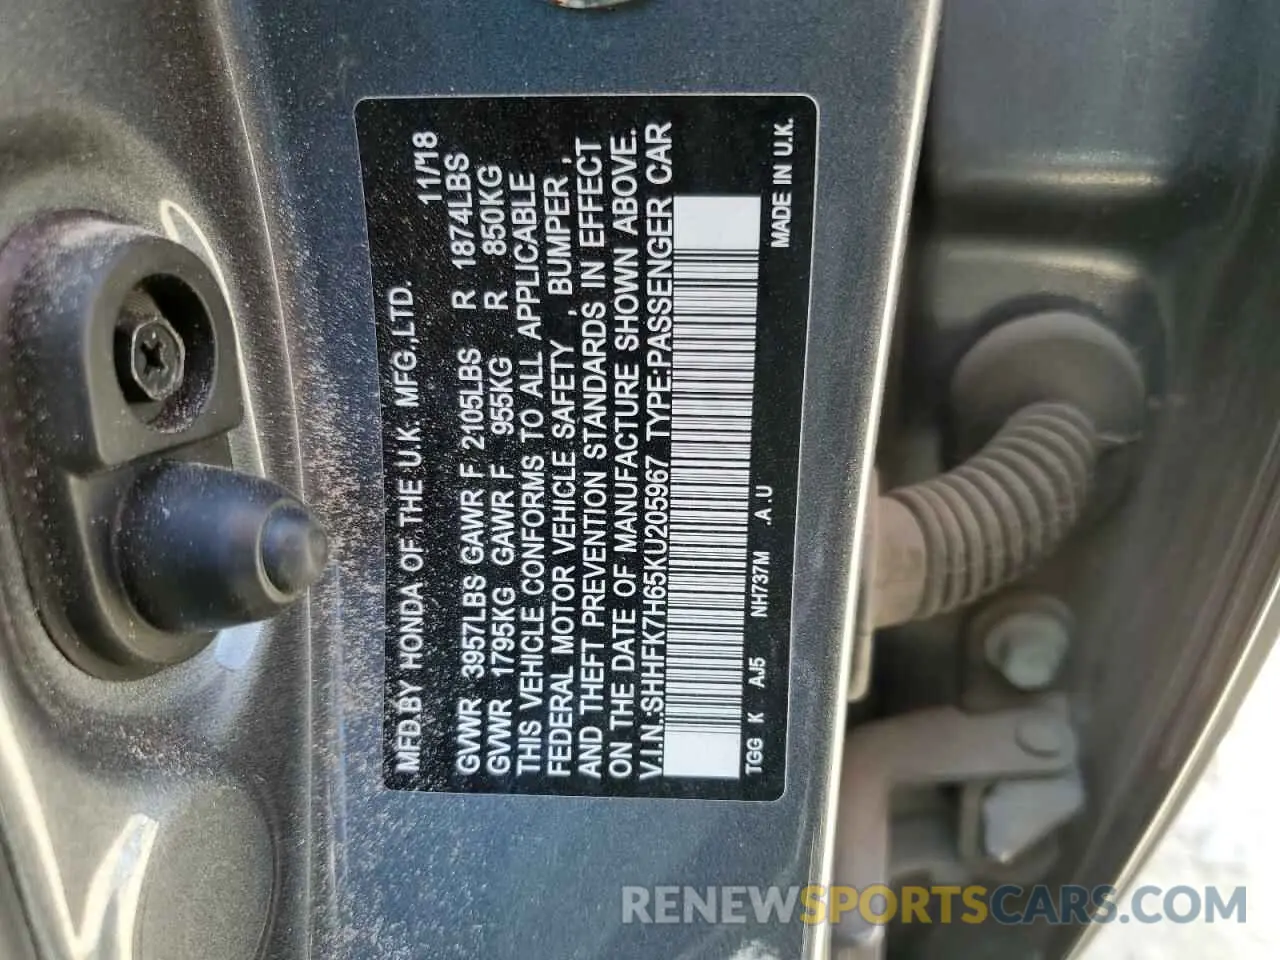 MFD.BY HONDA OF THE U.K. MFG.,LTD. 11/18
GVWR 3957LBS GAWR F 2105LBS R 1874LBS
GVWR 1795KG GAWR F 955KG R 850KG
THIS VEHICLE CONFORMS TO ALL APPLICABLE
FEDERAL MOTOR VEHICLE SAFETY , BUMPER ,
AND THEFT PREVENTION STANDARDS IN EFFECT
ON THE DATE OF MANUFACTURE SHOWN ABOVE.
V.I.N.:SHHFK7H65KU205967 TYPE:PASSENGER CAR
TGG K AJ5 NH737M .A.U MADE IN U.K.
RENEWSPORTSCARS.COM